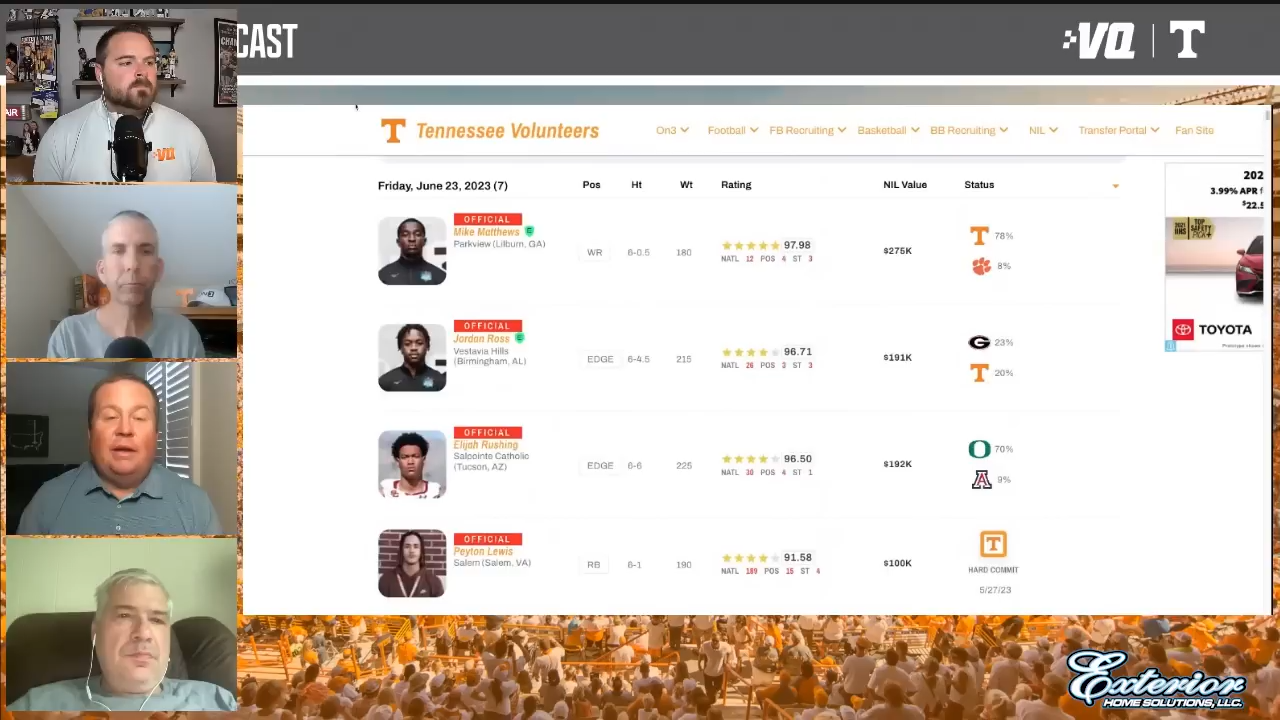 CAST
VQ
T
T Tennessee Volunteers
On3
Football
FB Recruiting
Basketball
BB Recruiting
NIL
Transfer Portal
Fan Site
Friday, June 23, 2023 (7)
Pos
Ht
Wt
Rating
NIL Value
Status
OFFICIAL
Mike Matthews
Parkview (Lilburn, GA)
WR
6-0.5
180
97.98
NATL 12 POS 4 ST 3
$275K
T 78%
8%
OFFICIAL
Jordan Ross
Vestavia Hills
(Birmingham, AL)
EDGE
6-4.5
215
96.71
NATL 26 POS 3 ST 3
$191K
G 23%
T 20%
OFFICIAL
Elijah Rushing
Salpointe Catholic
(Tucson, AZ)
EDGE
6-6
225
96.50
NATL 30 POS 4 ST 1
$192K
O 70%
A 9%
OFFICIAL
Peyton Lewis
Salem (Salem, VA)
RB
6-1
190
91.58
NATL 189 POS 15 ST 4
$100K
T
HARD COMMIT
5/27/23
202
3.99% APR f
$22.5
TOYOTA
AIR
VQ
Exterior
HOME SOLUTIONS, LLC.